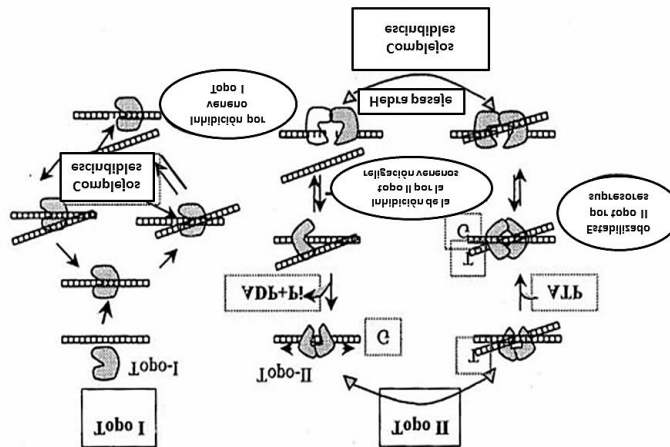 Topo I
Topo II
Topo-I
Topo-II
G
T
ADP+Pi
ATP
T
G
Inhibición de la
topo II por la
religación venenos
Estabilizado
por topo II
supresores
Complejos
escindibles
Inhibición por
veneno
Topo I
Hebra pasaje
Complejos
escindibles